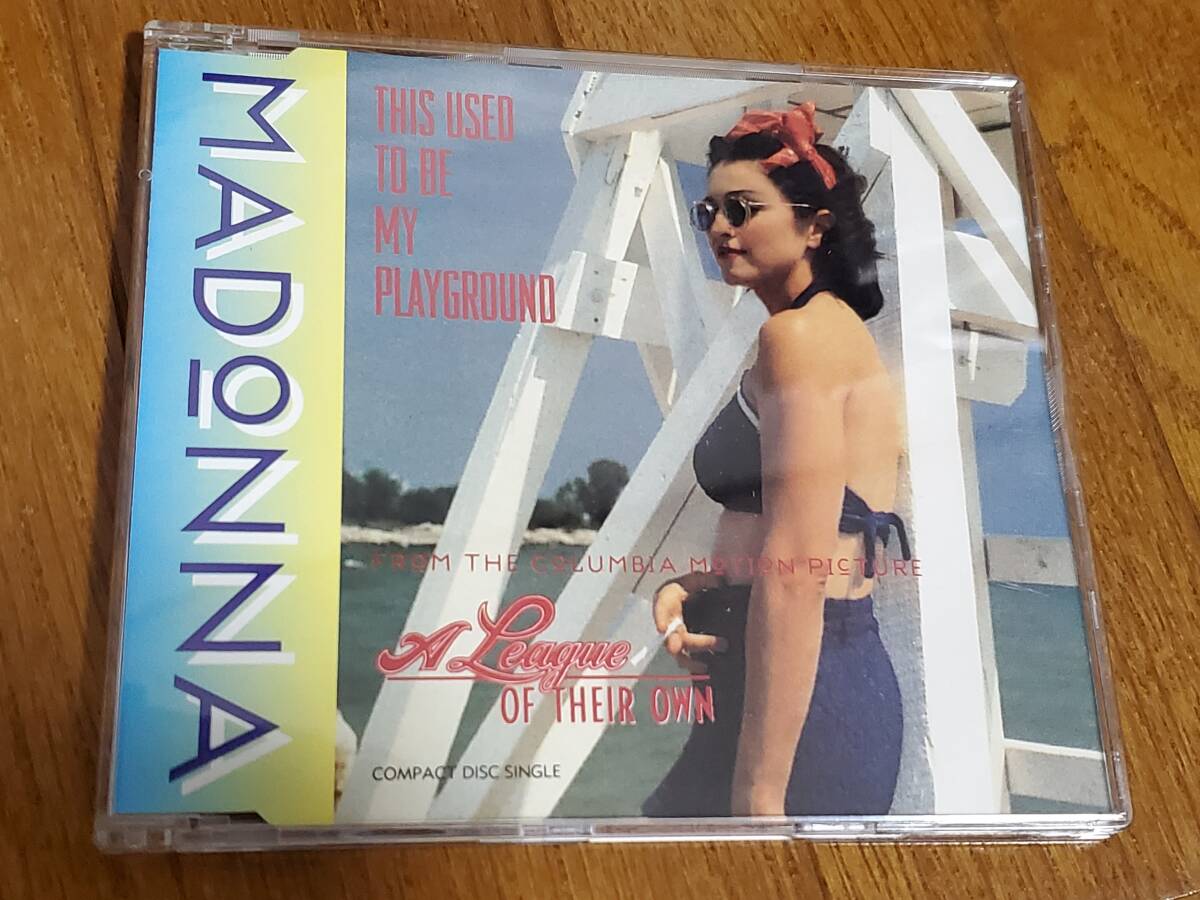 MADONNA
THIS USED
TO BE
MY
PLAYGROUND
FROM THE COLUMBIA MOTION PICTURE
A League
OF THEIR OWN
COMPACT DISC SINGLE